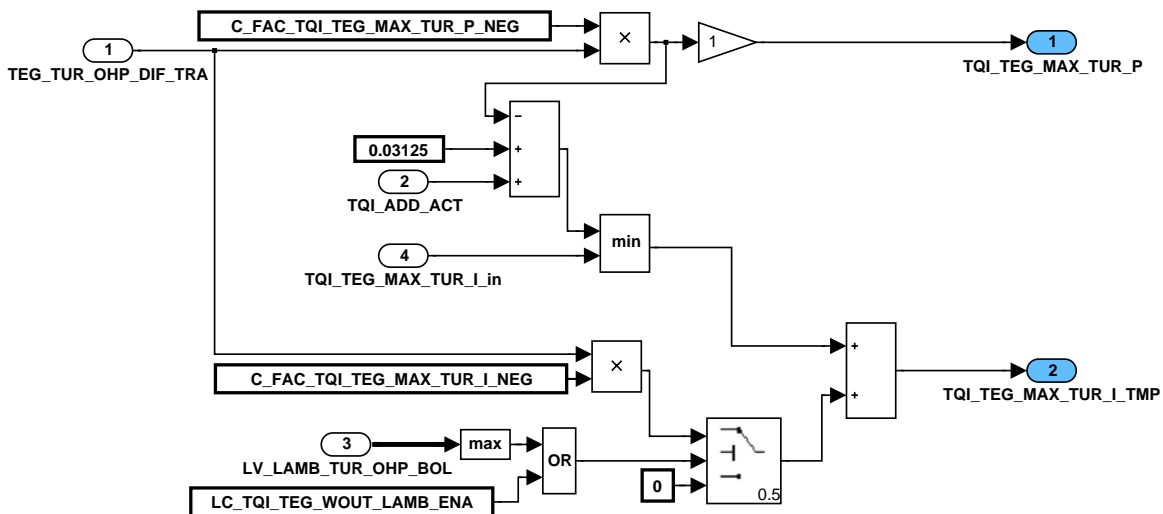 C_FAC_TQI_TEG_MAX_TUR_P_NEG
1
TEG_TUR_OHP_DIF_TRA
×
1
1
TQI_TEG_MAX_TUR_P
−
0.03125
+
2
+
TQI_ADD_ACT
min
4
TQI_TEG_MAX_TUR_I_in
×
C_FAC_TQI_TEG_MAX_TUR_I_NEG
+
+
2
TQI_TEG_MAX_TUR_I_TMP
3
max
LV_LAMB_TUR_OHP_BOL
OR
LC_TQI_TEG_WOUT_LAMB_ENA
0
0.5